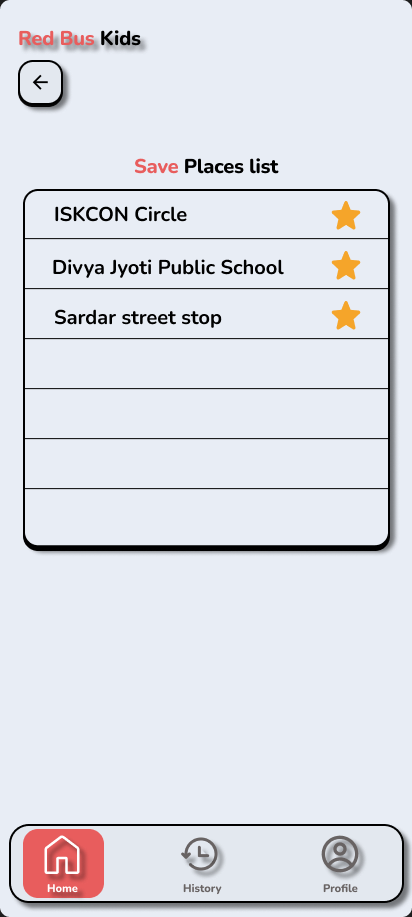 Red Bus Kids
Save Places list
ISKCON Circle
Divya Jyoti Public School
Sardar street stop
Home History Profile